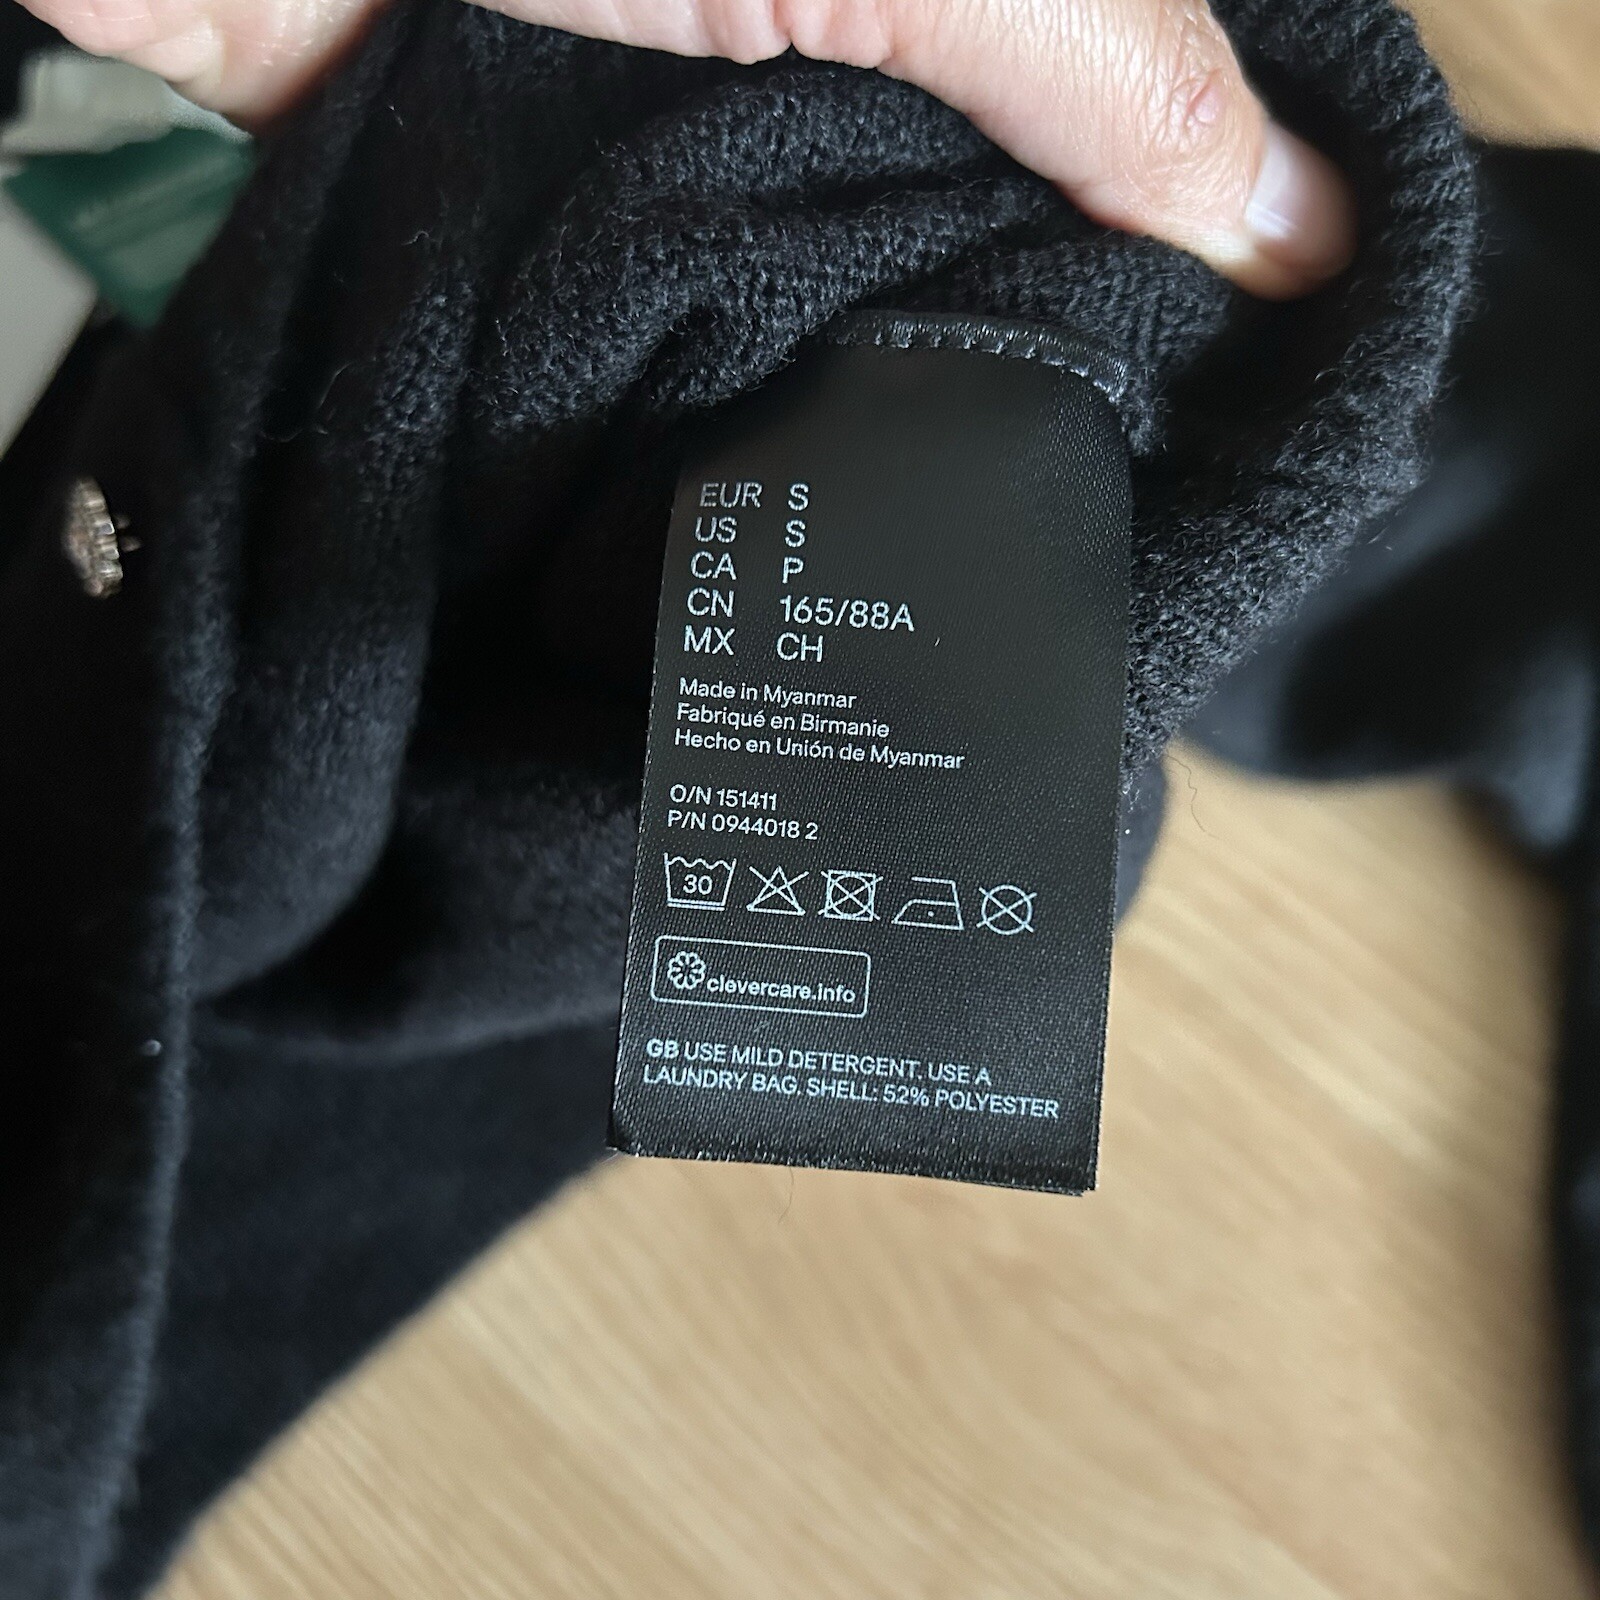 EUR S
US S
CA P
CN 165/88A
MX CH
Made in Myanmar
Fabriqué en Birmanie
Hecho en Unión de Myanmar
O/N 151411
P/N 0944018 2
30
clevercare.info
GB USE MILD DETERGENT. USE A
LAUNDRY BAG. SHELL: 52% POLYESTER